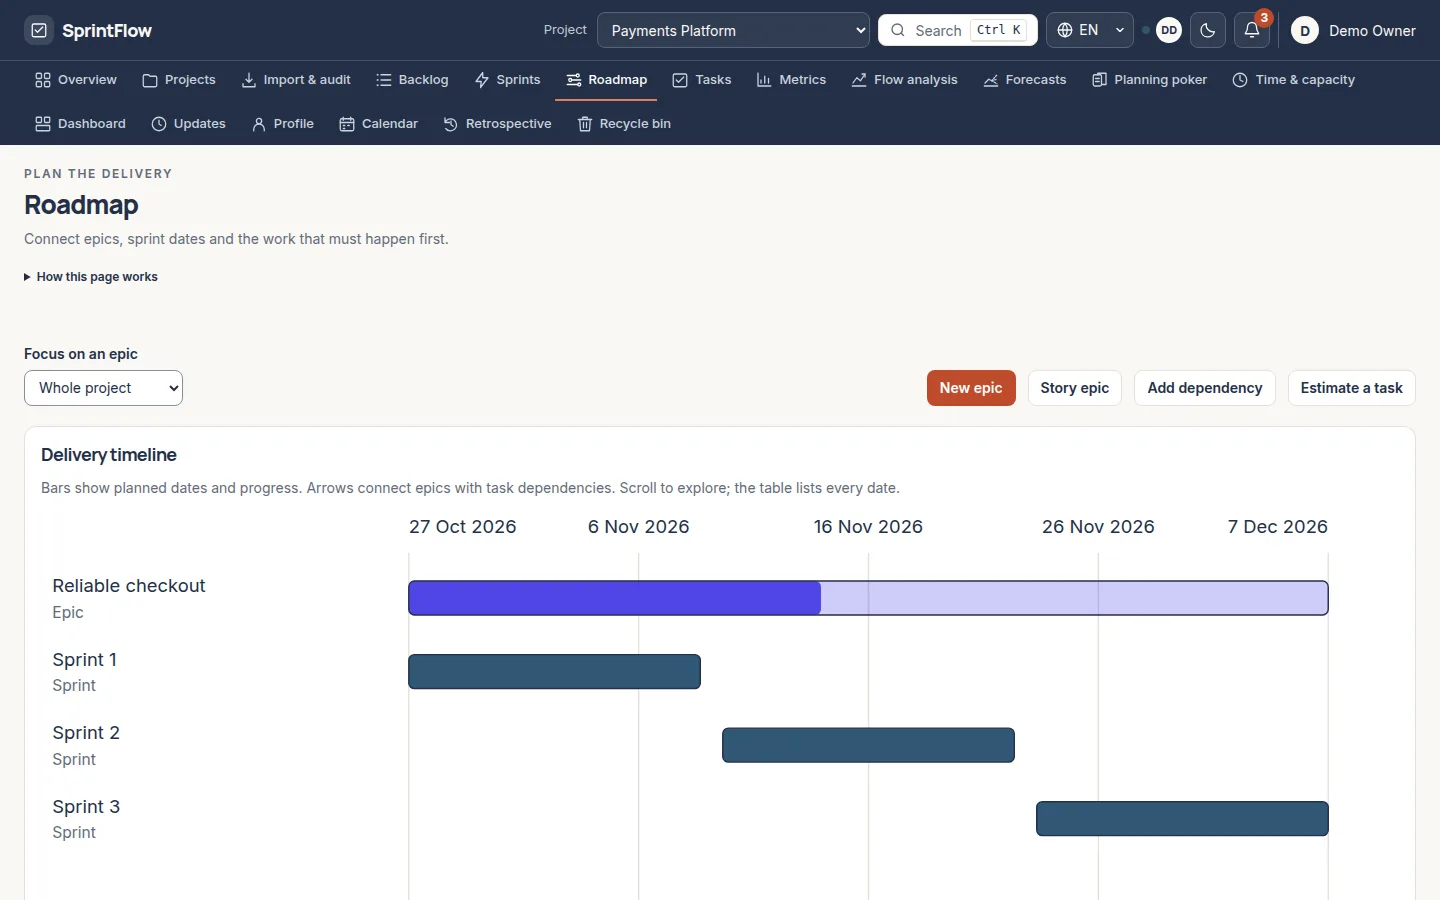 SprintFlow
Project Payments Platform Search Ctrl K EN DD 3 D Demo Owner
Overview Projects Import & audit Backlog Sprints Roadmap Tasks Metrics Flow analysis Forecasts Planning poker Time & capacity
Dashboard Updates Profile Calendar Retrospective Recycle bin
PLAN THE DELIVERY
Roadmap
Connect epics, sprint dates and the work that must happen first.
How this page works
Focus on an epic
Whole project New epic Story epic Add dependency Estimate a task
Delivery timeline
Bars show planned dates and progress. Arrows connect epics with task dependencies. Scroll to explore; the table lists every date.
27 Oct 2026 6 Nov 2026 16 Nov 2026 26 Nov 2026 7 Dec 2026
Reliable checkout
Epic
Sprint 1
Sprint
Sprint 2
Sprint
Sprint 3
Sprint